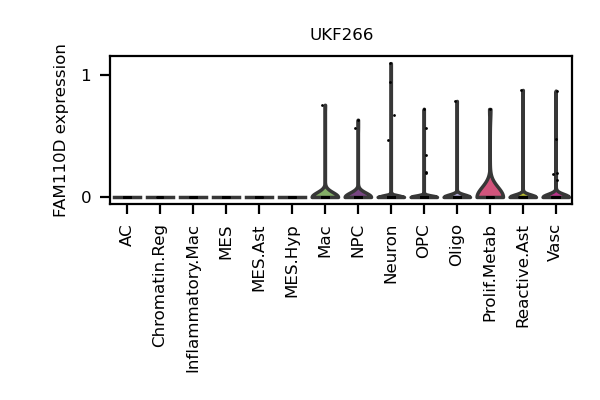 UKF266
FAM110D expression
1
0
AC
Chromatin.Reg
Inflammatory.Mac
MES
MES.Ast
MES.Hyp
Mac
NPC
Neuron
OPC
Oligo
Prolif.Metab
Reactive.Ast
Vasc